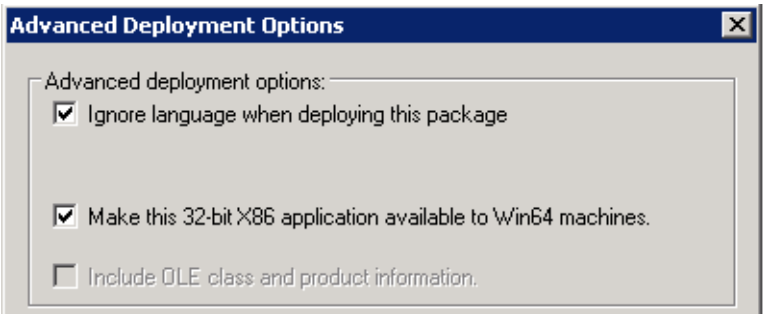 Advanced Deployment Options
Advanced deployment options:
Ignore language when deploying this package
Make this 32-bit X86 application available to Win64 machines.
Include OLE class and product information.